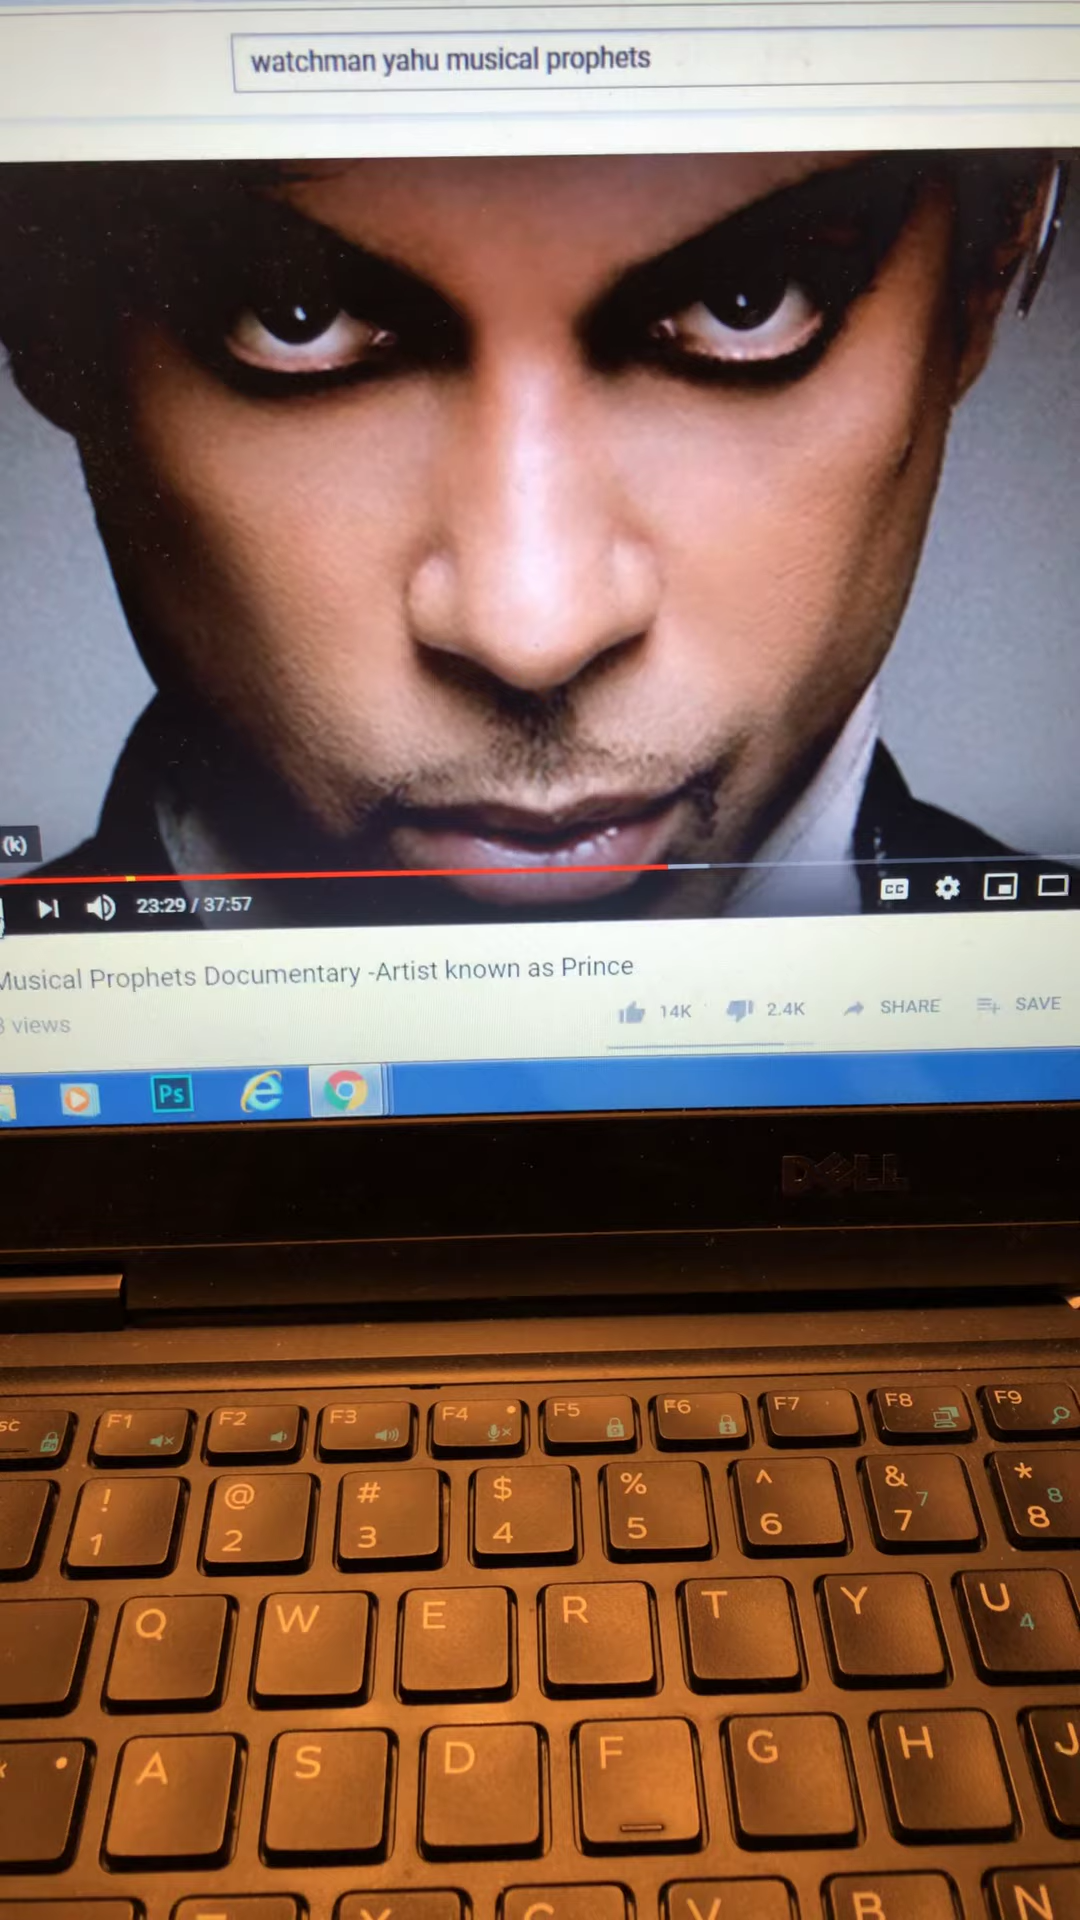 watchman yahu musical prophets
(k)
23:29 / 37:57
CC
Musical Prophets Documentary -Artist known as Prince
views
14K
2.4K
SHARE
SAVE
Ps
DELL
F1
F2
F3
F4
F5
F6
F7
F8
F9
! @ # $ % ^ & *
1 2 3 4 5 6 7 7 8 8
Q W E R T Y U 4
A S D F G H J
C V B N